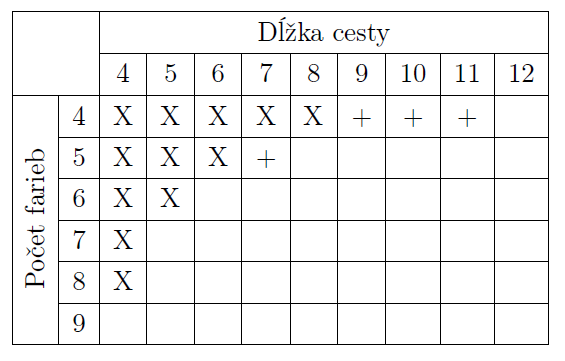 Dĺžka cesty
4 5 6 7 8 9 10 11 12
Počet farieb
4 X X X X X + + +
5 X X X +
6 X X
7 X
8 X
9